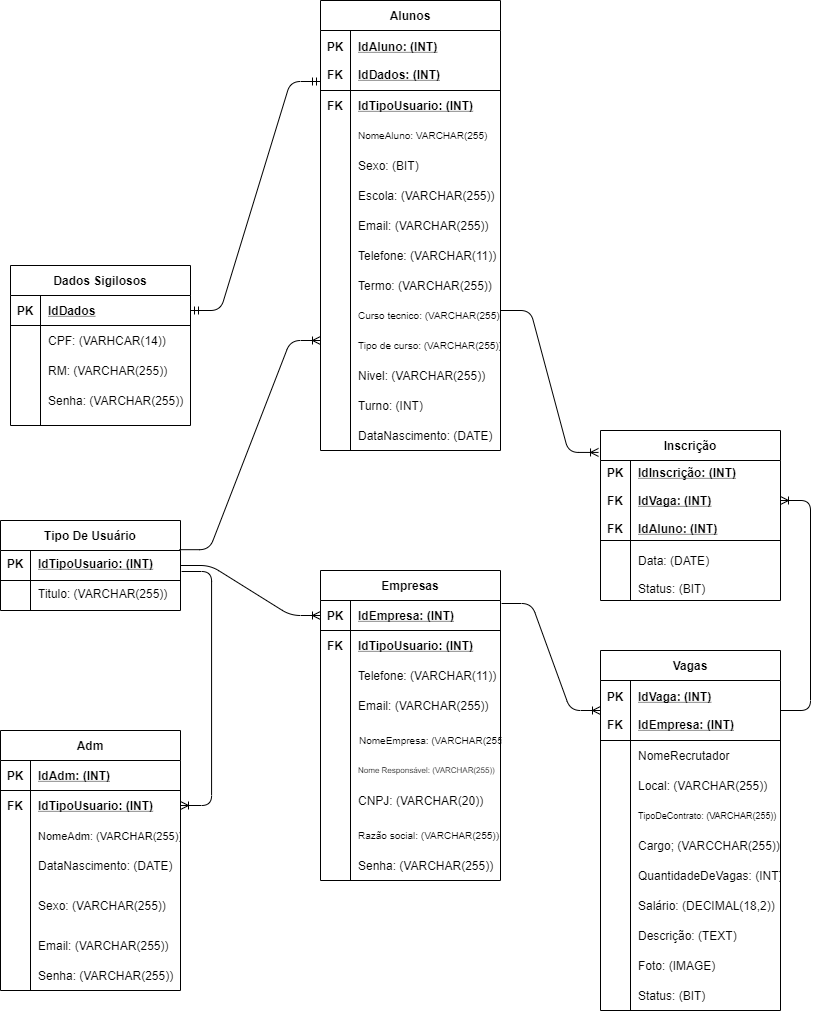 Alunos
PK IdAluno: (INT)
FK IdDados: (INT)
FK IdTipoUsuario: (INT)
NomeAluno: VARCHAR(255)
Sexo: (BIT)
Escola: (VARCHAR(255))
Email: (VARCHAR(255))
Telefone: (VARCHAR(11))
Termo: (VARCHAR(255))
Curso tecnico: (VARCHAR(255)
Tipo de curso: (VARCHAR(255))
Nivel: (VARCHAR(255))
Turno: (INT)
DataNascimento: (DATE)
Dados Sigilosos
PK IdDados
CPF: (VARHCAR(14))
RM: (VARCHAR(255))
Senha: (VARCHAR(255))
Inscrição
PK IdInscrição: (INT)
FK IdVaga: (INT)
FK IdAluno: (INT)
Data: (DATE)
Status: (BIT)
Tipo De Usuário
PK IdTipoUsuario: (INT)
Titulo: (VARCHAR(255))
Empresas
PK IdEmpresa: (INT)
FK IdTipoUsuario: (INT)
Telefone: (VARCHAR(11))
Email: (VARCHAR(255))
NomeEmpresa: (VARCHAR(255
Nome Responsável: (VARCHAR(255))
CNPJ: (VARCHAR(20))
Razão social: (VARCHAR(255))
Senha: (VARCHAR(255))
Vagas
PK IdVaga: (INT)
FK IdEmpresa: (INT)
NomeRecrutador
Local: (VARCHAR(255))
TipoDeContrato: (VARCHAR(255))
Cargo; (VARCCHAR(255))
QuantidadeDeVagas: (INT)
Salário: (DECIMAL(18,2))
Descrição: (TEXT)
Foto: (IMAGE)
Status: (BIT)
Adm
PK IdAdm: (INT)
FK IdTipoUsuario: (INT)
NomeAdm: (VARCHAR(255)
DataNascimento: (DATE)
Sexo: (VARCHAR(255))
Email: (VARCHAR(255))
Senha: (VARCHAR(255))